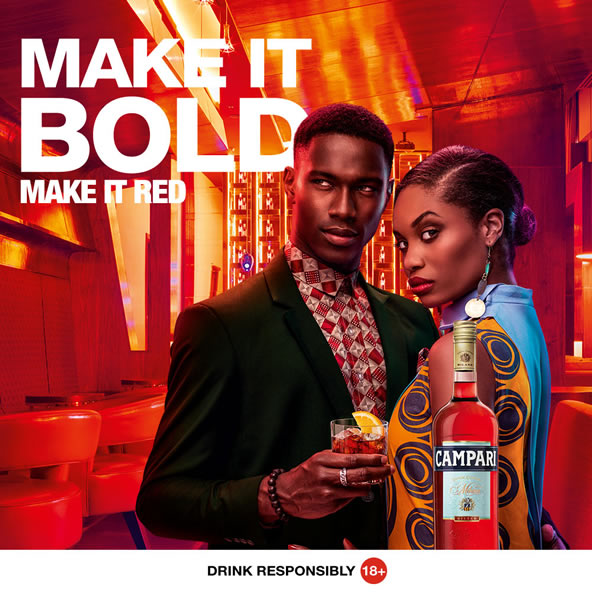 MAKE IT
BOLD
MAKE IT RED
CAMPARI
DRINK RESPONSIBLY 18+